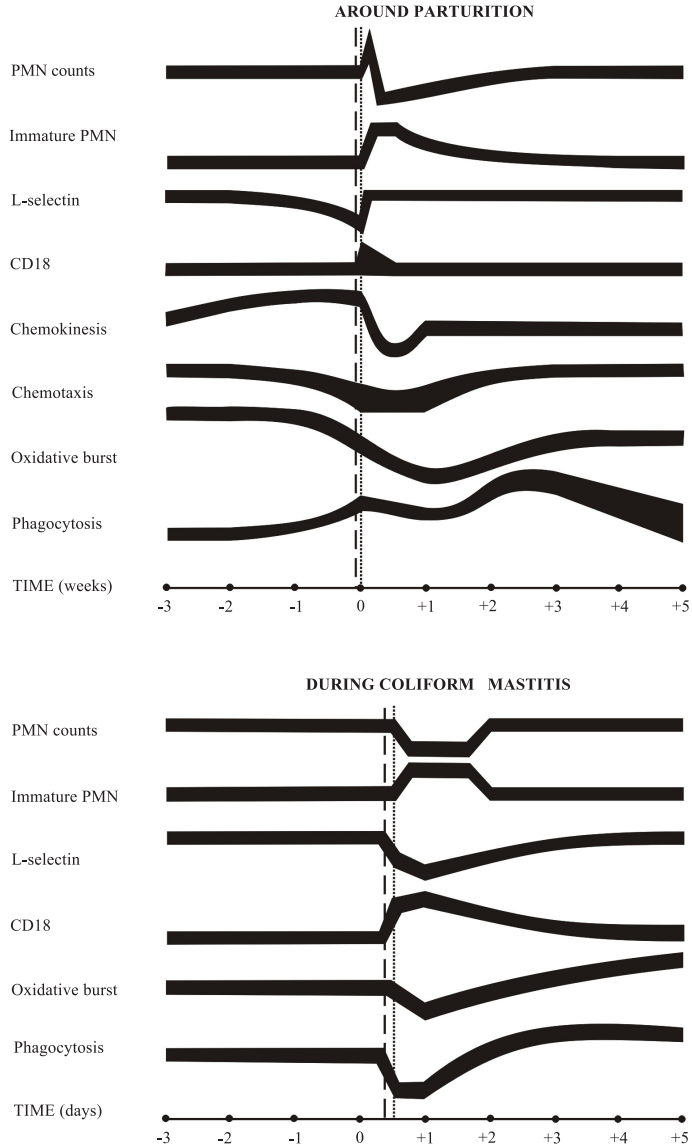 AROUND PARTURITION
PMN counts
Immature PMN
L-selectin
CD18
Chemokinesis
Chemotaxis
Oxidative burst
Phagocytosis
TIME (weeks)
-3 -2 -1 0 +1 +2 +3 +4 +5
DURING COLIFORM MASTITIS
PMN counts
Immature PMN
L-selectin
CD18
Oxidative burst
Phagocytosis
TIME (days)
-3 -2 -1 0 +1 +2 +3 +4 +5